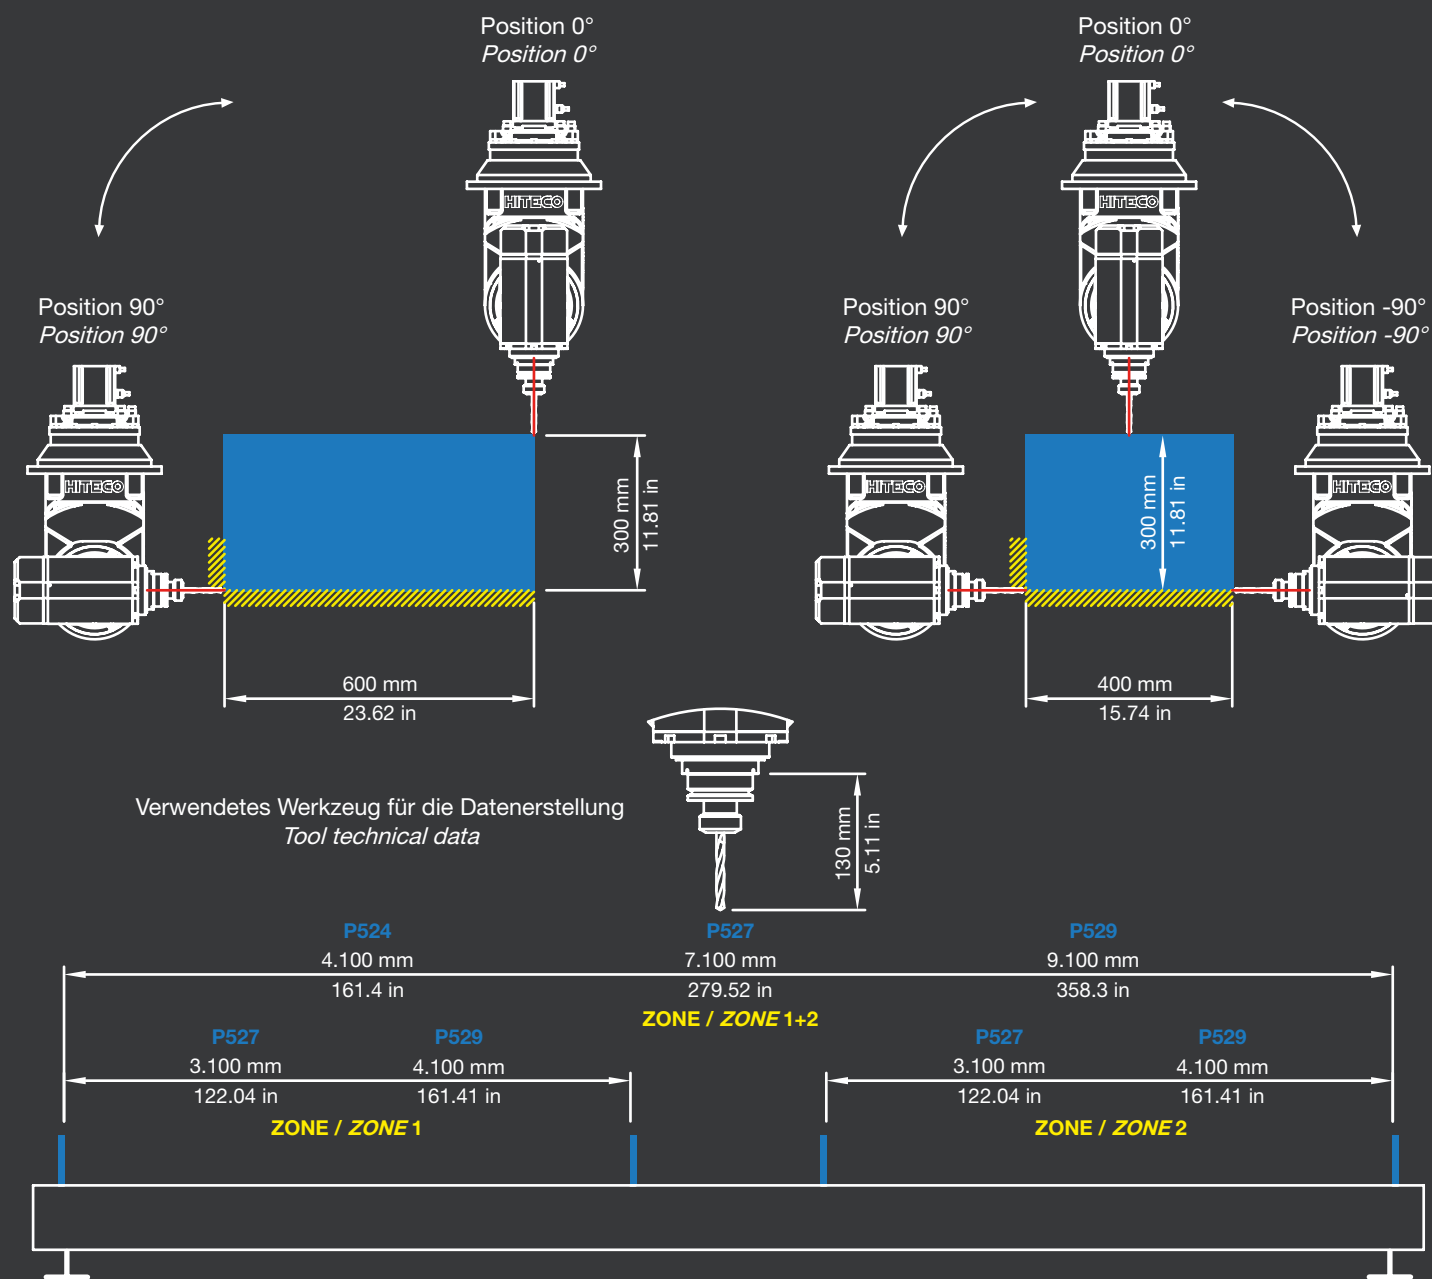 Position 0°
Position 0°
Position 0°
Position 0°
HITECO
HITECO
Position 90°
Position 90°
Position 90°
Position 90°
Position -90°
Position -90°
HITECO
HITECO
HITECO
300 mm
11.81 in
300 mm
11.81 in
600 mm
23.62 in
400 mm
15.74 in
Verwendetes Werkzeug für die Datenerstellung
Tool technical data
130 mm
5.11 in
P524
P527
P529
4.100 mm
7.100 mm
9.100 mm
161.4 in
279.52 in
358.3 in
ZONE / ZONE 1+2
P527
P529
P527
P529
3.100 mm
4.100 mm
3.100 mm
4.100 mm
122.04 in
161.41 in
122.04 in
161.41 in
ZONE / ZONE 1
ZONE / ZONE 2